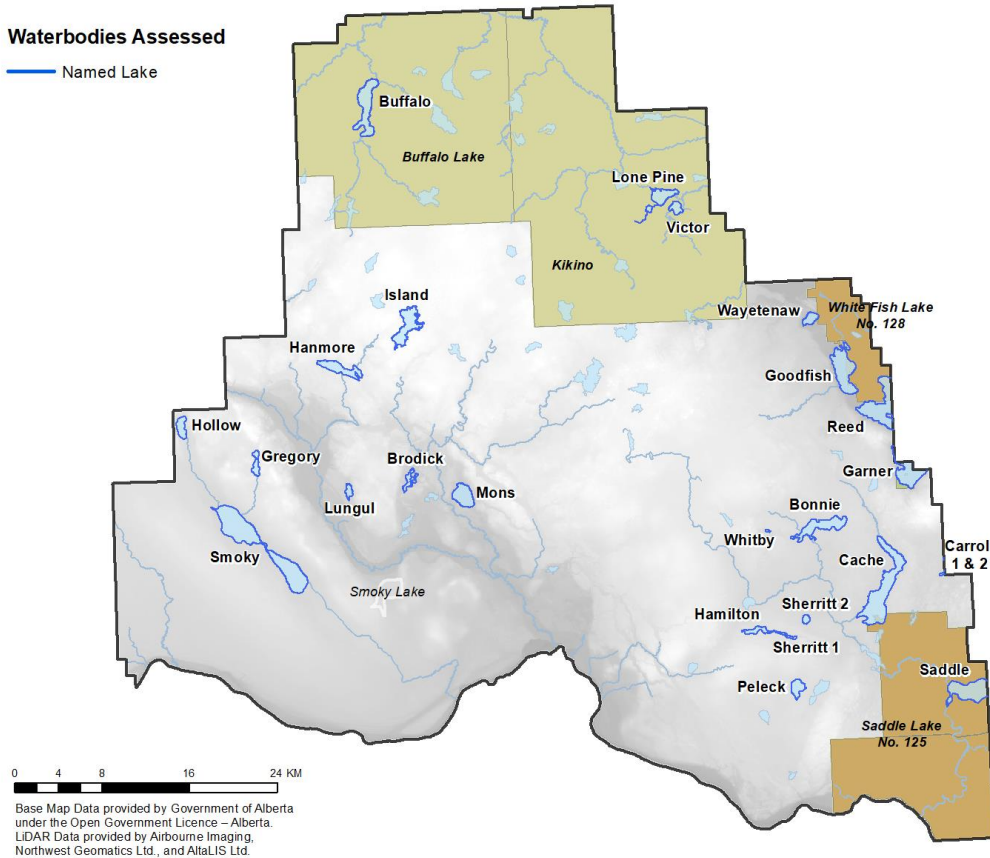 Waterbodies Assessed
Named Lake
Buffalo
Buffalo Lake
Lone Pine
Victor
Kikino
Island
Wayetenaw
White Fish Lake
No. 128
Hanmore
Goodfish
Hollow
Reed
Gregory
Brodick
Garner
Mons
Lungul
Bonnie
Whitby
Smoky
Cache
Carrol
1 & 2
Smoky Lake
Sherritt 2
Hamilton
Sherritt 1
Saddle
Peleck
Saddle Lake
No. 125
0 4 8 16 24 KM
Base Map Data provided by Government of Alberta
under the Open Government Licence – Alberta.
LiDAR Data provided by Airbourne Imaging,
Northwest Geomatics Ltd., and AltaLIS Ltd.